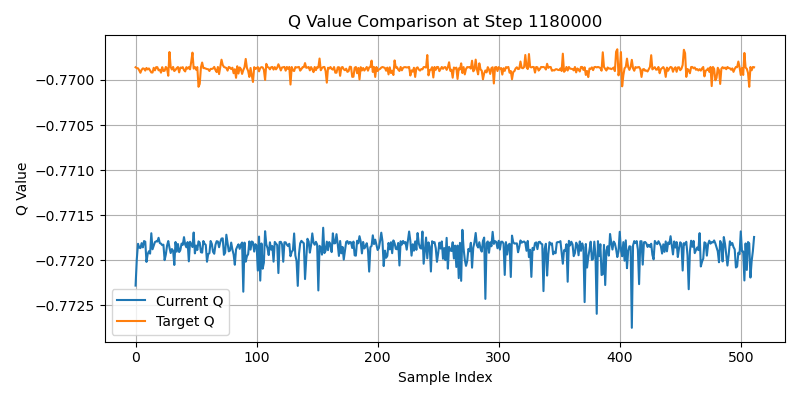 Q Value Comparison at Step 1180000
Q Value
−0.7700
−0.7705
−0.7710
−0.7715
−0.7720
−0.7725
Current Q
Target Q
0
100
200
300
400
500
Sample Index